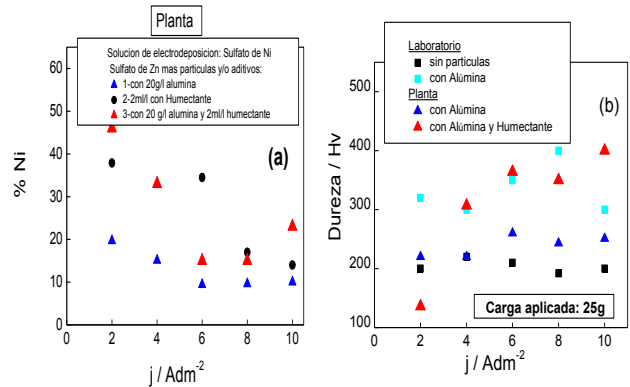 Planta
Solucion de electrodeposicion: Sulfato de Ni
Sulfato de Zn mas particulas y/o aditivos:
1-con 20g/l alumina
2-2ml/l con Humectante
3-con 20 g/l alumina y 2ml/l humectante
(a)
% Ni
60
50
40
30
20
10
0
0 2 4 6 8 10
j / Adm-2
Laboratorio
sin particulas
con Alúmina
Planta
con Alúmina
con Alúmina y Humectante
(b)
Dureza / Hv
500
400
300
200
100
Carga aplicada: 25g
0 2 4 6 8 10
j / Adm-2